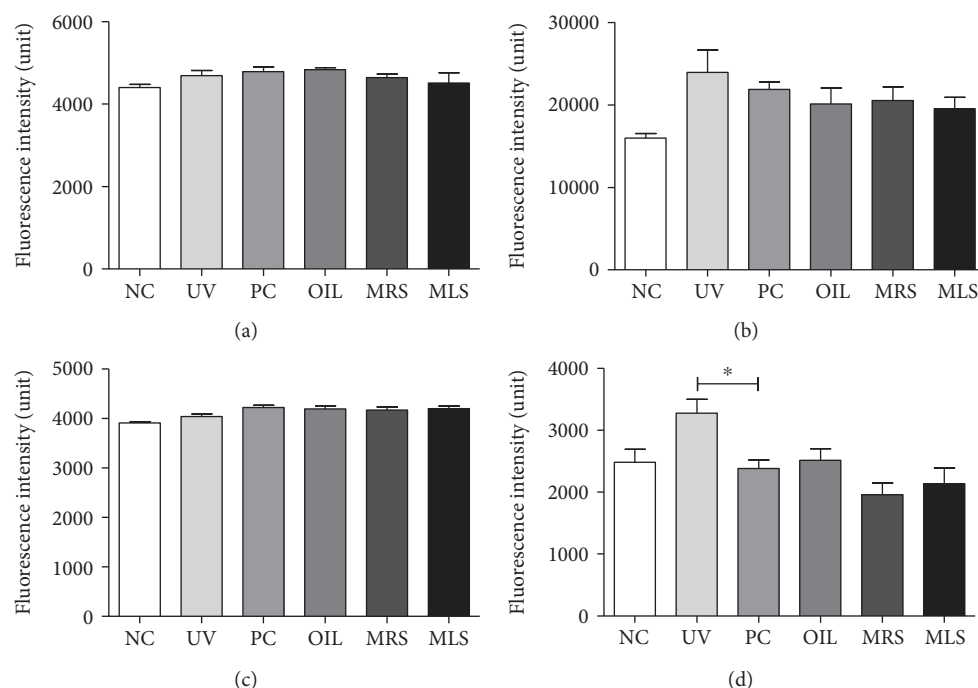 Fluorescence intensity (unit)
6000
4000
2000
0
NC UV PC OIL MRS MLS
(a)
Fluorescence intensity (unit)
30000
20000
10000
0
NC UV PC OIL MRS MLS
(b)
Fluorescence intensity (unit)
5000
4000
3000
2000
1000
0
NC UV PC OIL MRS MLS
(c)
Fluorescence intensity (unit)
4000
3000
2000
1000
0
*
NC UV PC OIL MRS MLS
(d)